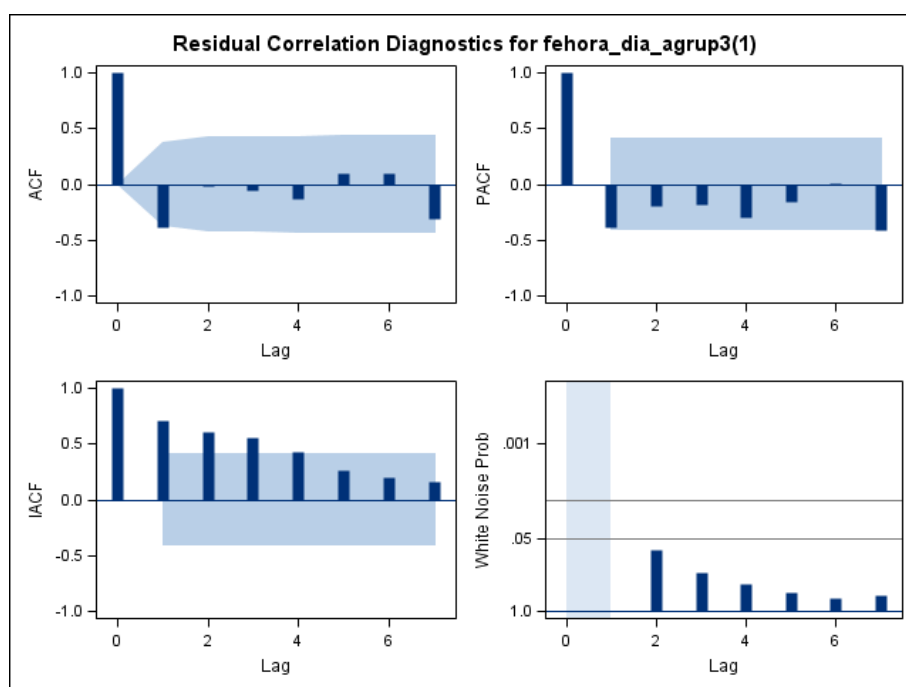 Residual Correlation Diagnostics for fehora_dia_agrup3(1)
ACF
1.0
0.5
0.0
-0.5
-1.0
0 2 4 6
Lag
PACF
1.0
0.5
0.0
-0.5
-1.0
0 2 4 6
Lag
IACF
1.0
0.5
0.0
-0.5
-1.0
0 2 4 6
Lag
White Noise Prob
.001
.05
1.0
0 2 4 6
Lag